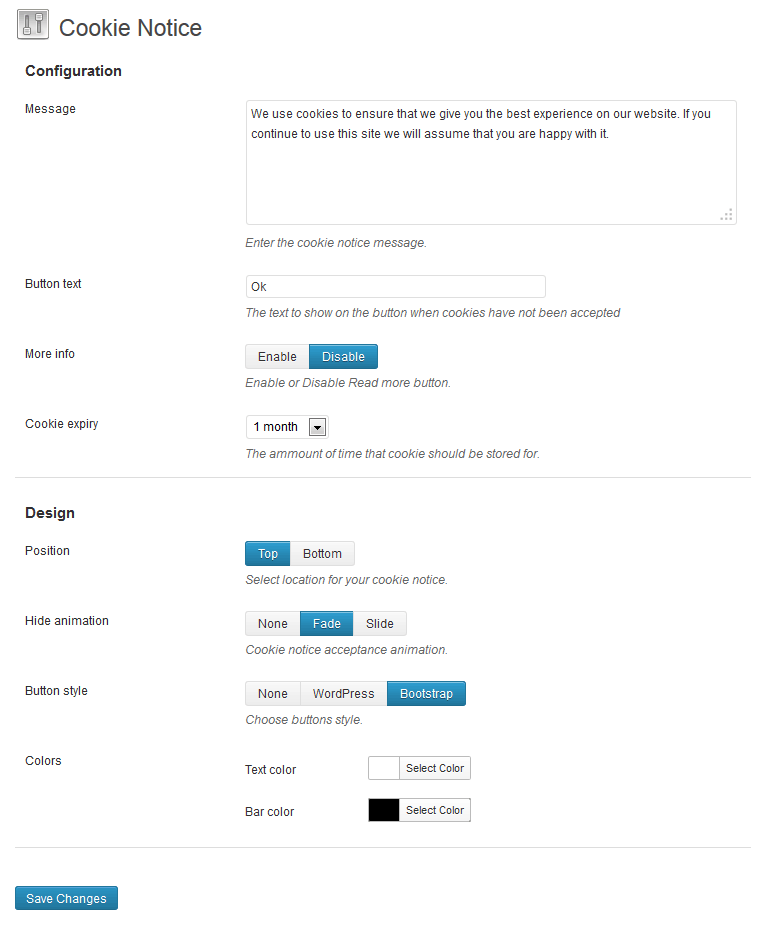 Cookie Notice
Configuration
Message
We use cookies to ensure that we give you the best experience on our website. If you
continue to use this site we will assume that you are happy with it.
Enter the cookie notice message.
Button text
Ok
The text to show on the button when cookies have not been accepted
More info
Enable Disable
Enable or Disable Read more button.
Cookie expiry
1 month
The ammount of time that cookie should be stored for.
Design
Position
Top Bottom
Select location for your cookie notice.
Hide animation
None Fade Slide
Cookie notice acceptance animation.
Button style
None WordPress Bootstrap
Choose buttons style.
Colors
Text color Select Color
Bar color Select Color
Save Changes